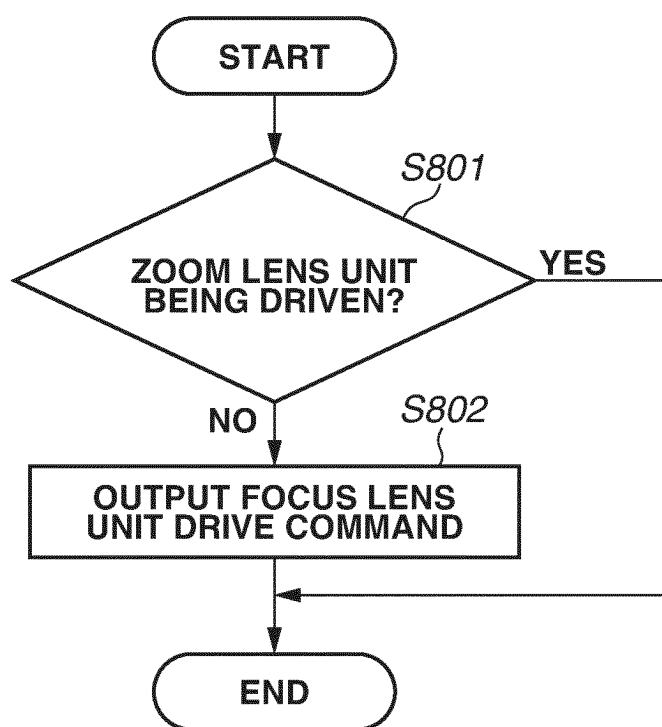 START
S801
ZOOM LENS UNIT
BEING DRIVEN?
YES
NO
S802
OUTPUT FOCUS LENS
UNIT DRIVE COMMAND
END